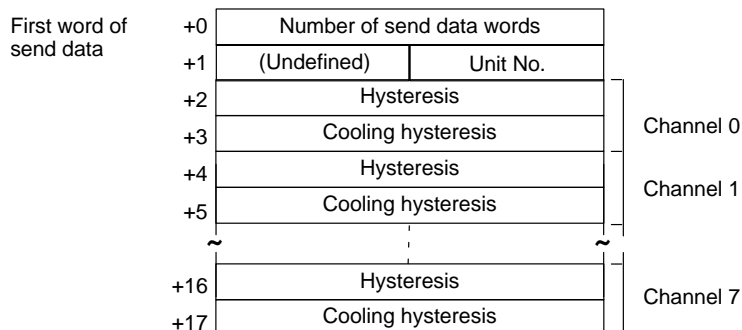 First word of
send data
+0 Number of send data words
+1 (Undefined) Unit No.
+2 Hysteresis
+3 Cooling hysteresis
Channel 0
+4 Hysteresis
+5 Cooling hysteresis
Channel 1
~ ~
+16 Hysteresis
+17 Cooling hysteresis
Channel 7